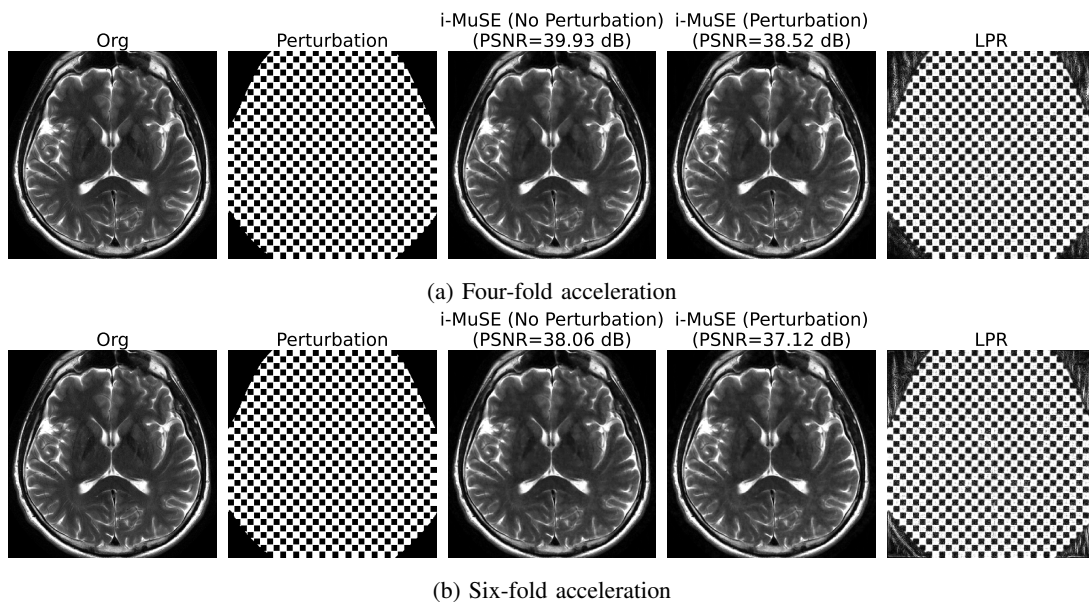 Org
Perturbation
i-MuSE (No Perturbation)
(PSNR=39.93 dB)
i-MuSE (Perturbation)
(PSNR=38.52 dB)
LPR
(a) Four-fold acceleration
Org
Perturbation
i-MuSE (No Perturbation)
(PSNR=38.06 dB)
i-MuSE (Perturbation)
(PSNR=37.12 dB)
LPR
(b) Six-fold acceleration